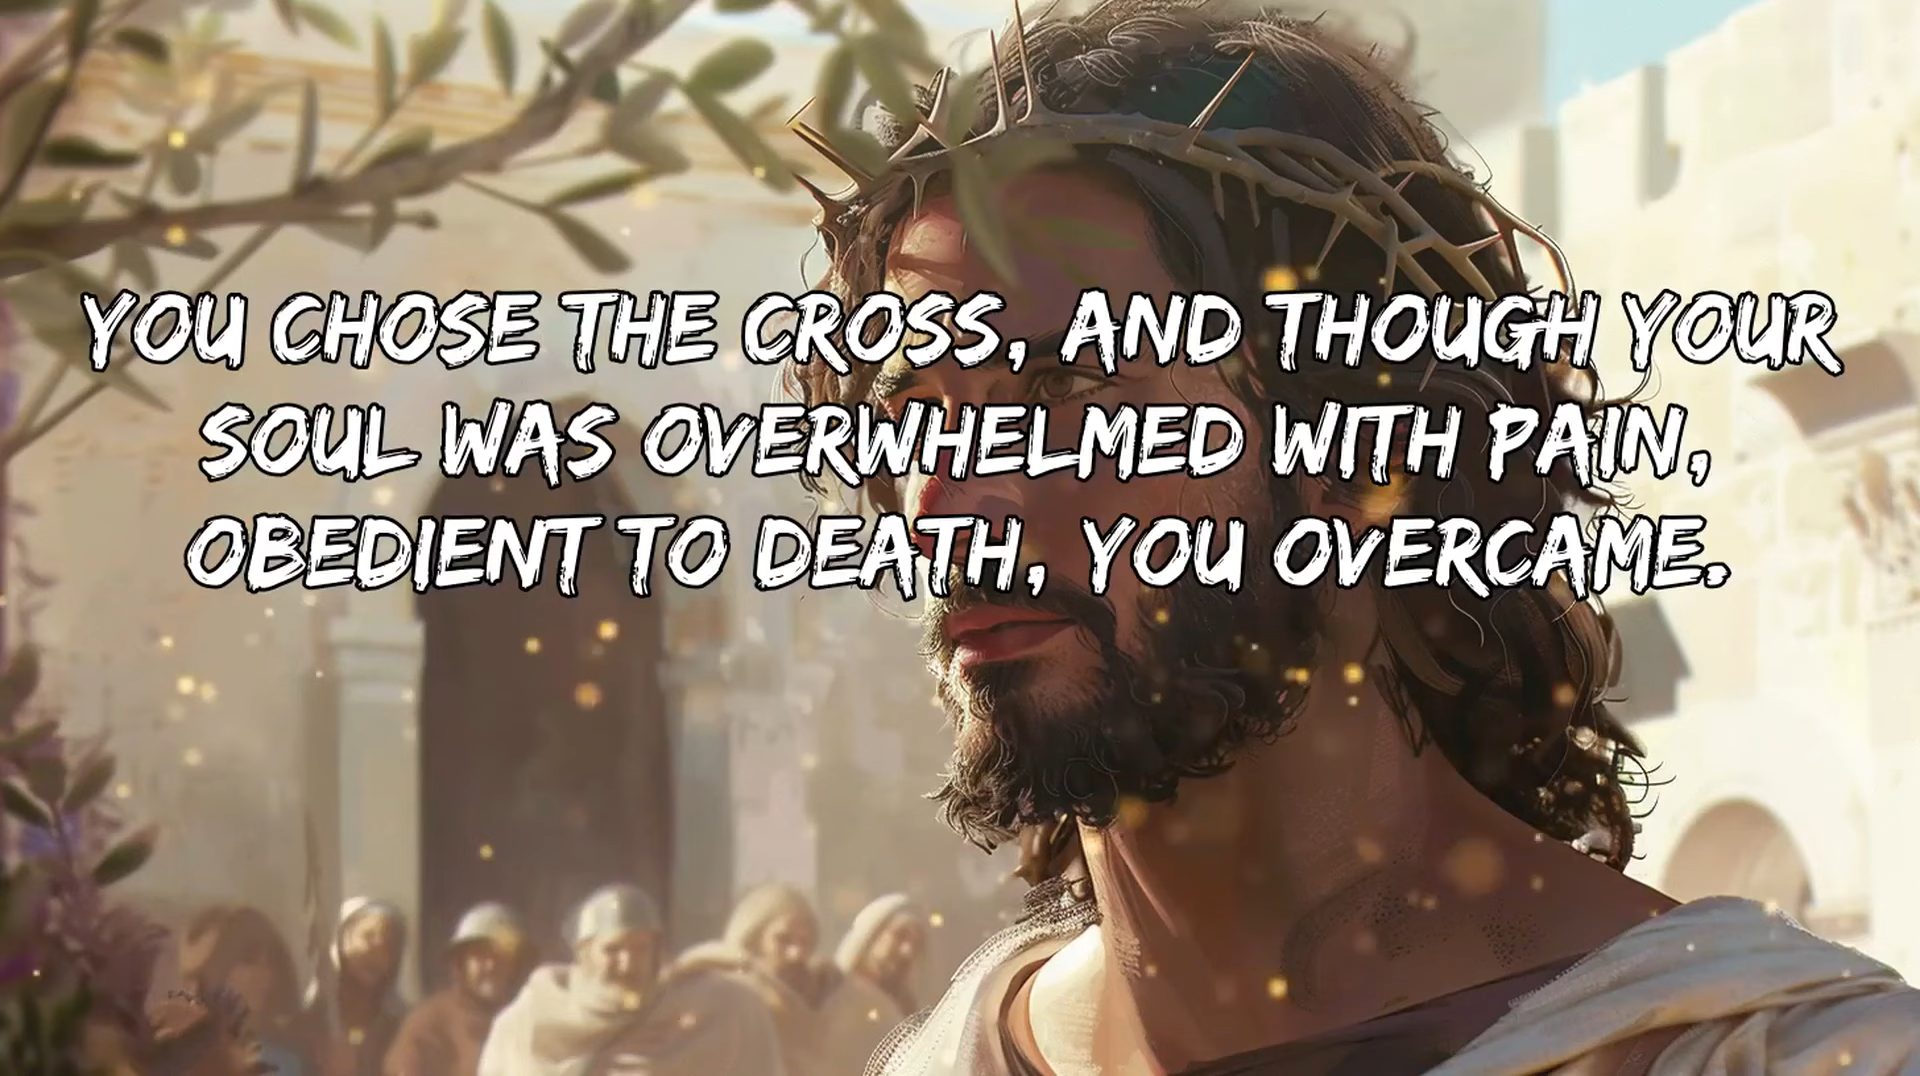 YOU CHOSE THE CROSS, AND THOUGH YOUR
SOUL WAS OVERWHELMED WITH PAIN,
OBEDIENT TO DEATH, YOU OVERCAME.